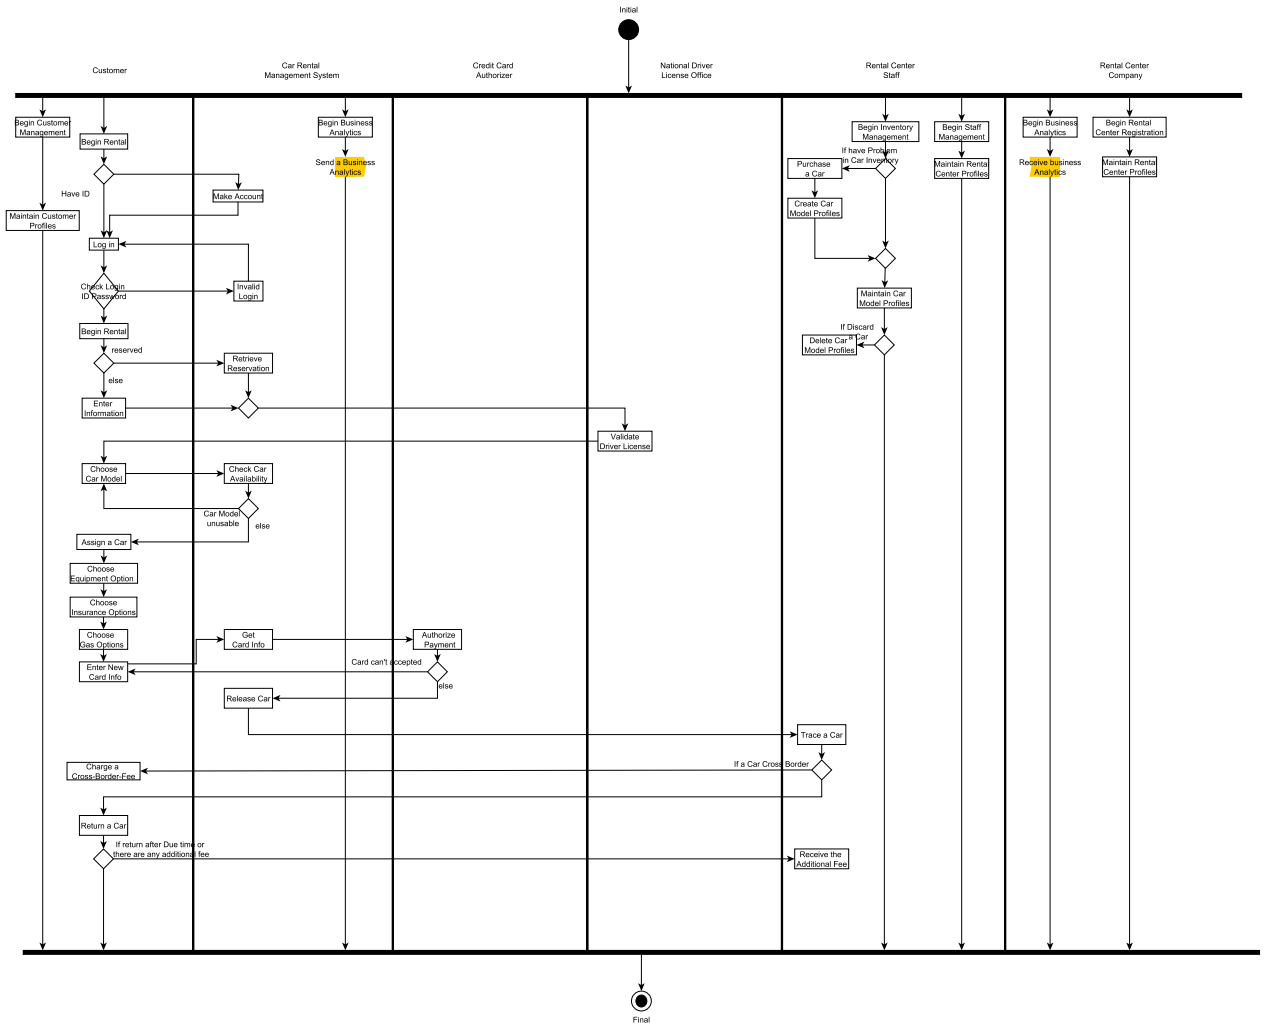 Initial
Customer
Car Rental
Management System
Credit Card
Authorizer
National Driver
License Office
Rental Center
Staff
Rental Center
Company
Begin Customer
Management
Begin Rental
Have ID
Make Account
Maintain Customer
Profiles
Log in
Check Login
ID Password
Invalid
Login
Begin Rental
reserved
else
Retrieve
Reservation
Enter
Information
Validate
Driver License
Choose
Car Model
Check Car
Availability
Car Model
unusable
else
Assign a Car
Choose
Equipment Option
Choose
Insurance Options
Choose
Gas Options
Enter New
Card Info
Get
Card Info
Authorize
Payment
Card can't accepted
else
Release Car
Trace a Car
If a Car Cross Border
Charge a
Cross-Border-Fee
Return a Car
If return after Due time or
there are any additional fee
Receive the
Additional Fee
Begin Business
Analytics
Send a Business
Analytics
Begin Inventory
Management
If have Problem
in Car Inventory
Purchase
a Car
Create Car
Model Profiles
Maintain Car
Model Profiles
If Discard
a Car
Delete Car
Model Profiles
Begin Staff
Management
Maintain Renta
Center Profiles
Begin Business
Analytics
Receive business
Analytics
Begin Rental
Center Registration
Maintain Renta
Center Profiles
Final